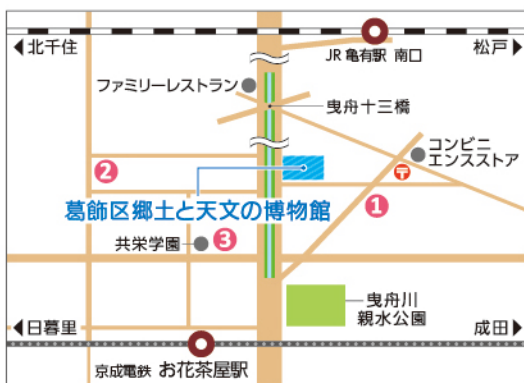 北千住
JR 亀有駅 南口
松戸
ファミリーレストラン
曳舟十三橋
コンビニ
エンスストア
〒
2
1
葛飾区郷土と天文の博物館
共栄学園
3
曳舟川
親水公園
日暮里
成田
京成電鉄 お花茶屋駅